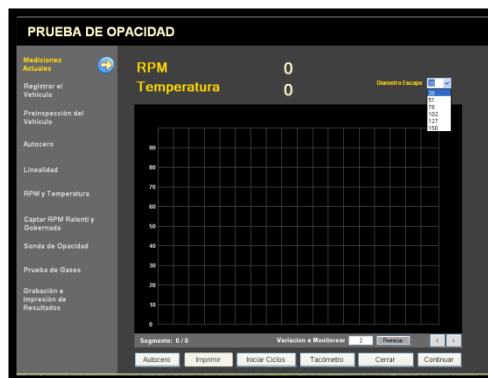 PRUEBA DE OPACIDAD
Mediciones
Actuales
Registrar el
Vehículo
Preinspección del
Vehículo
Autocero
Linealidad
RPM y Temperatura
Captar RPM Ralenti y
Gobernada
Sonda de Opacidad
Prueba de Gases
Grabación e
Impresión de
Resultados
RPM 0
Temperatura 0
Diametro Escape
38
51
76
102
127
150
90
80
70
60
50
40
30
20
10
0
Segmento: 0 / 0 Variacion a Monitorear 2 Reiniciar < >
Autocero Imprimir Iniciar Ciclos Tacómetro Cerrar Continuar